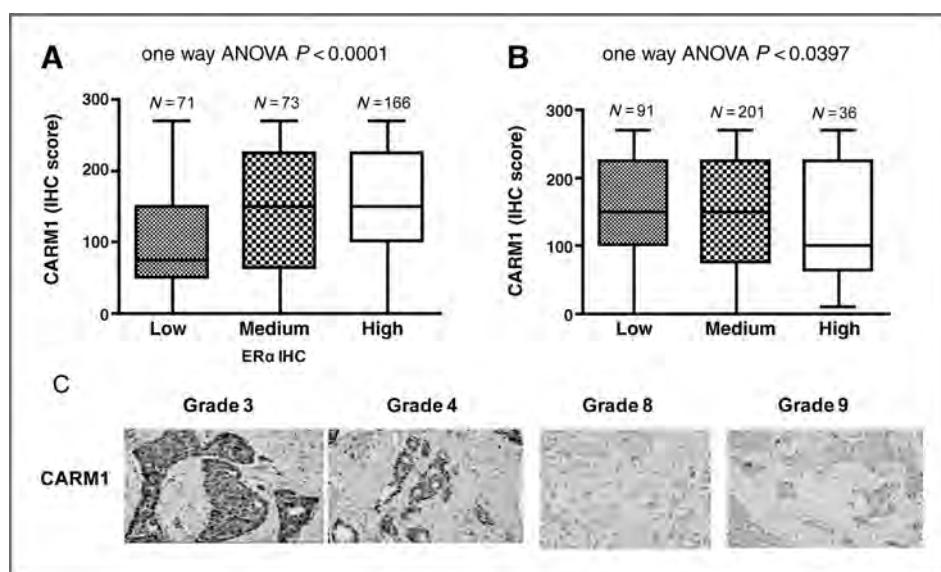 A
one way ANOVA P < 0.0001
N = 71
N = 73
N = 166
CARM1 (IHC score)
300
200
100
0
Low
Medium
High
ERα IHC
B
one way ANOVA P < 0.0397
N = 91
N = 201
N = 36
CARM1 (IHC score)
300
200
100
0
Low
Medium
High
C
Grade 3
Grade 4
Grade 8
Grade 9
CARM1